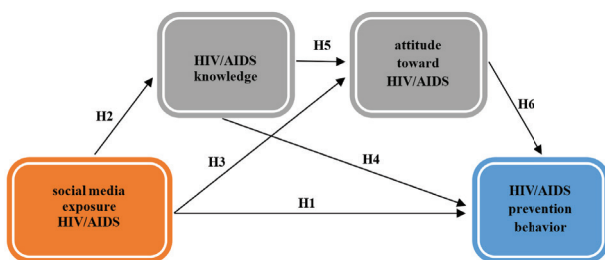 HIV/AIDS
knowledge
H5
attitude
toward
HIV/AIDS
H2
H3
H4
H6
social media
exposure
HIV/AIDS
H1
HIV/AIDS
prevention
behavior